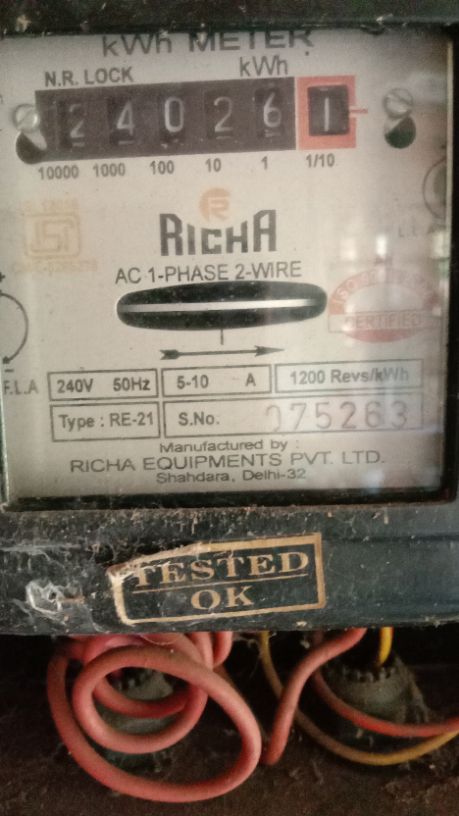 kWh METER
N.R. LOCK kWh
2 4 0 2 6 1
10000 1000 100 10 1 1/10
R
RICHA
L.L.A
AC 1-PHASE 2-WIRE
CERTIFIED
F.L.A
240V 50Hz 5-10 A 1200 Revs/kWh
Type : RE-21 S.No. 075263
Manufactured by :
RICHA EQUIPMENTS PVT. LTD.
Shahdara, Delhi-32
TESTED
OK